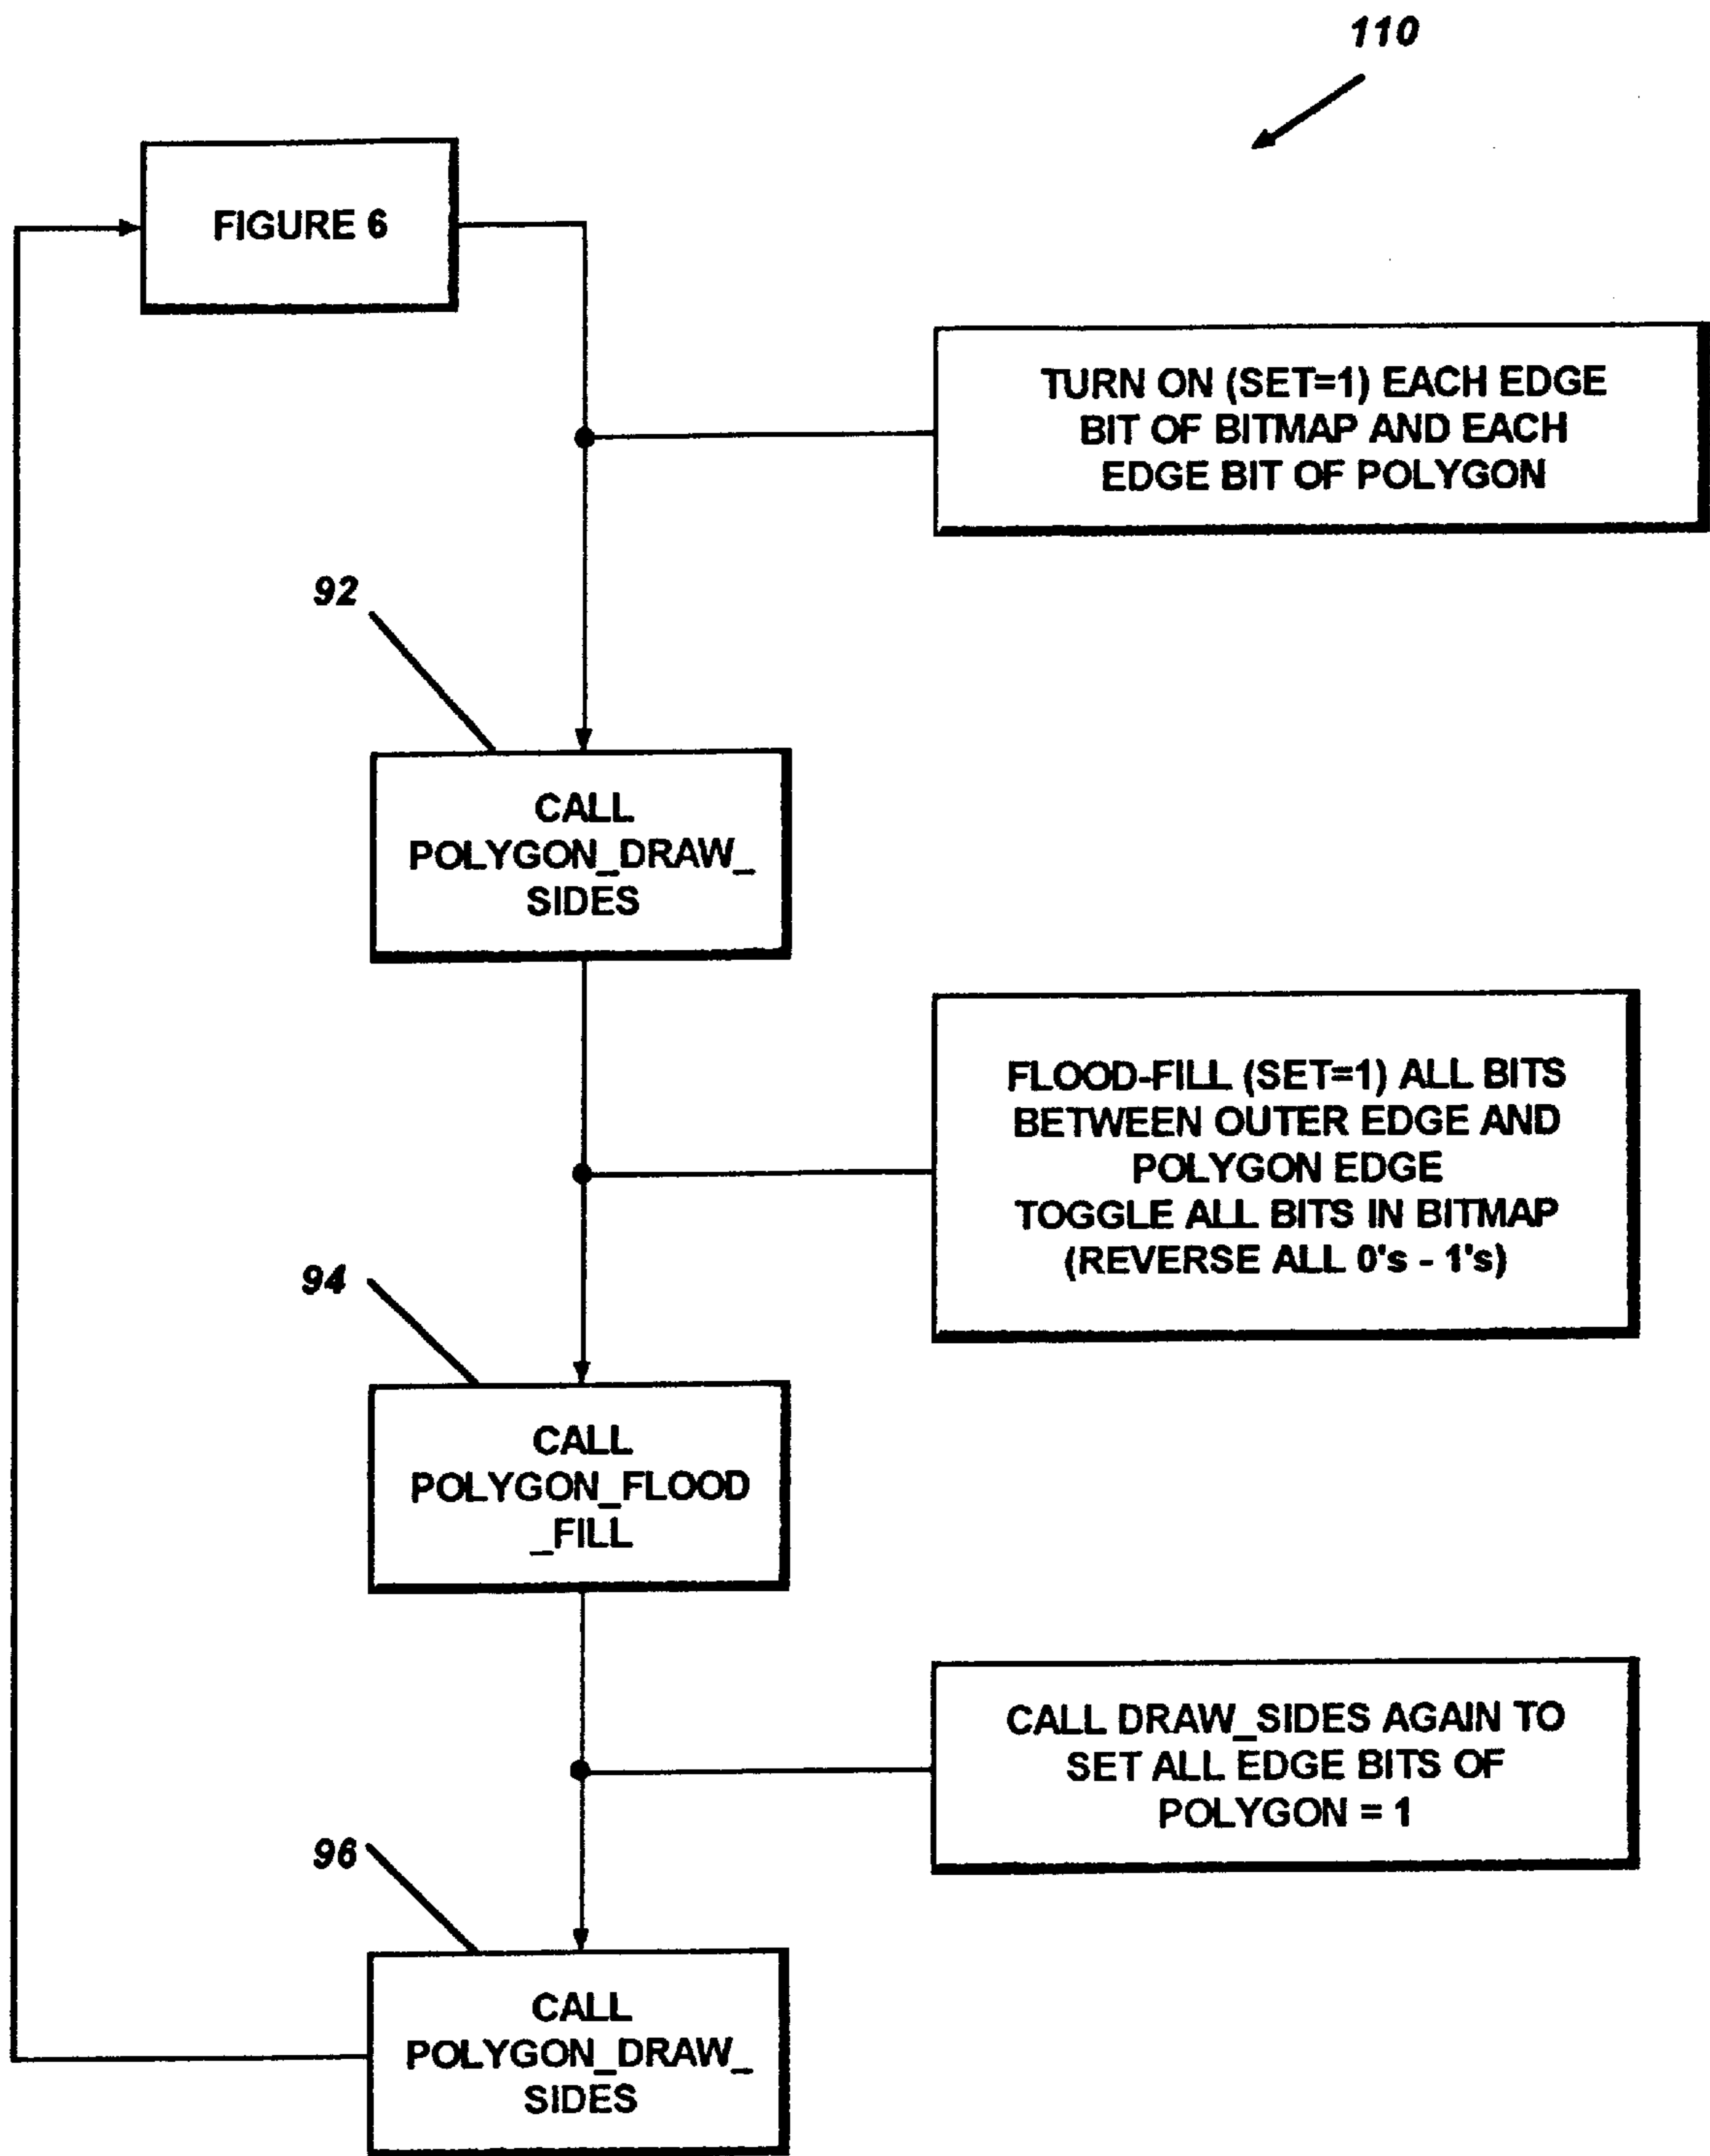 110
FIGURE 6
TURN ON (SET=1) EACH EDGE
BIT OF BITMAP AND EACH
EDGE BIT OF POLYGON
92
CALL
POLYGON_DRAW_
SIDES
FLOOD-FILL (SET=1) ALL BITS
BETWEEN OUTER EDGE AND
POLYGON EDGE
TOGGLE ALL BITS IN BITMAP
(REVERSE ALL 0's - 1's)
94
CALL
POLYGON_FLOOD
_FILL
CALL DRAW_SIDES AGAIN TO
SET ALL EDGE BITS OF
POLYGON = 1
96
CALL
POLYGON_DRAW_
SIDES